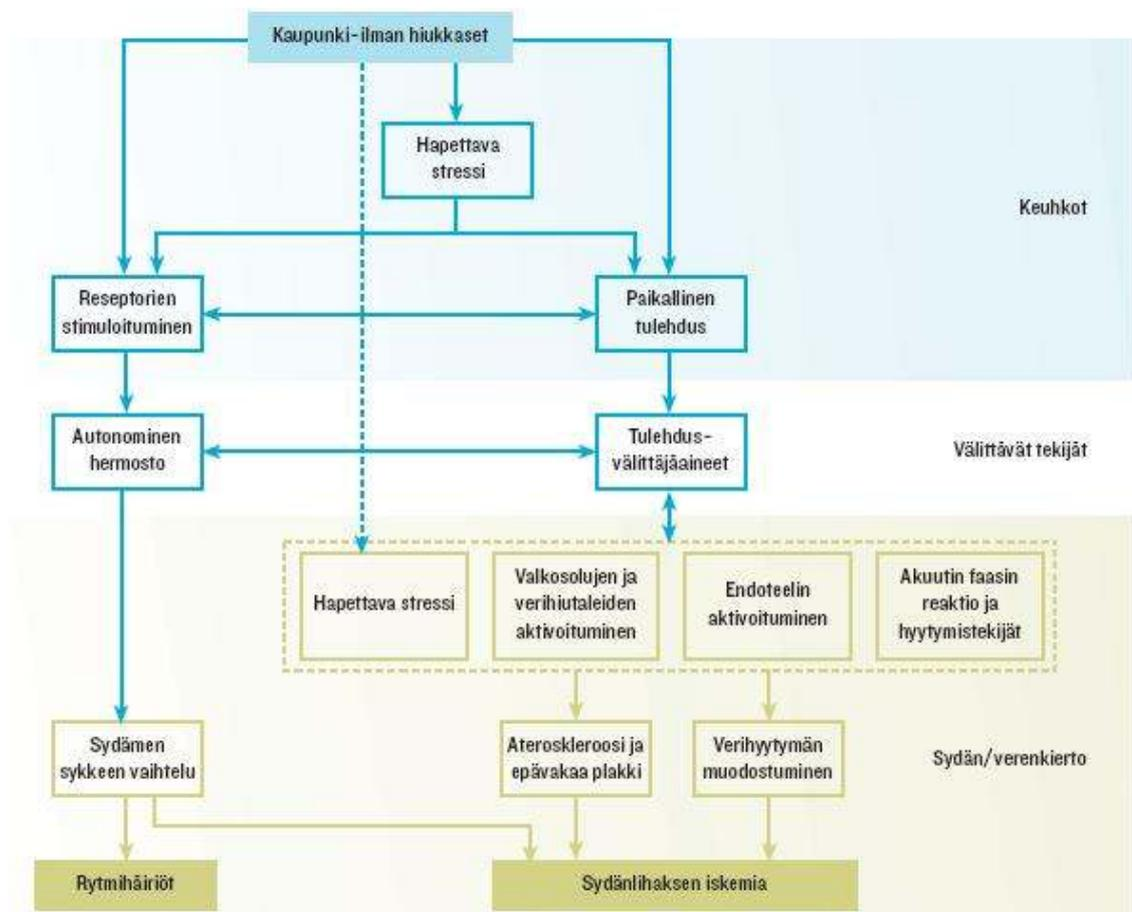 Kaupunki-ilman hiukkaset
Hapettava
stressi
Keuhkot
Reseptorien
stimuloituminen
Paikallinen
tulehdus
Autonominen
hermosto
Tulehdus-
välittäjäaineet
Välittävät tekijät
Hapettava stressi
Valkosolujen ja
verihiutaleiden
aktivoituminen
Endoteelin
aktivoituminen
Akuutin faasin
reaktio ja
hyytymistekijät
Sydämen
sykkeen vaihtelu
Ateroskleroosi ja
epävakaa plakki
Verihyytymän
muodostuminen
Sydän/verenkierto
Rytmihäiriöt
Sydänlihaksen iskemia